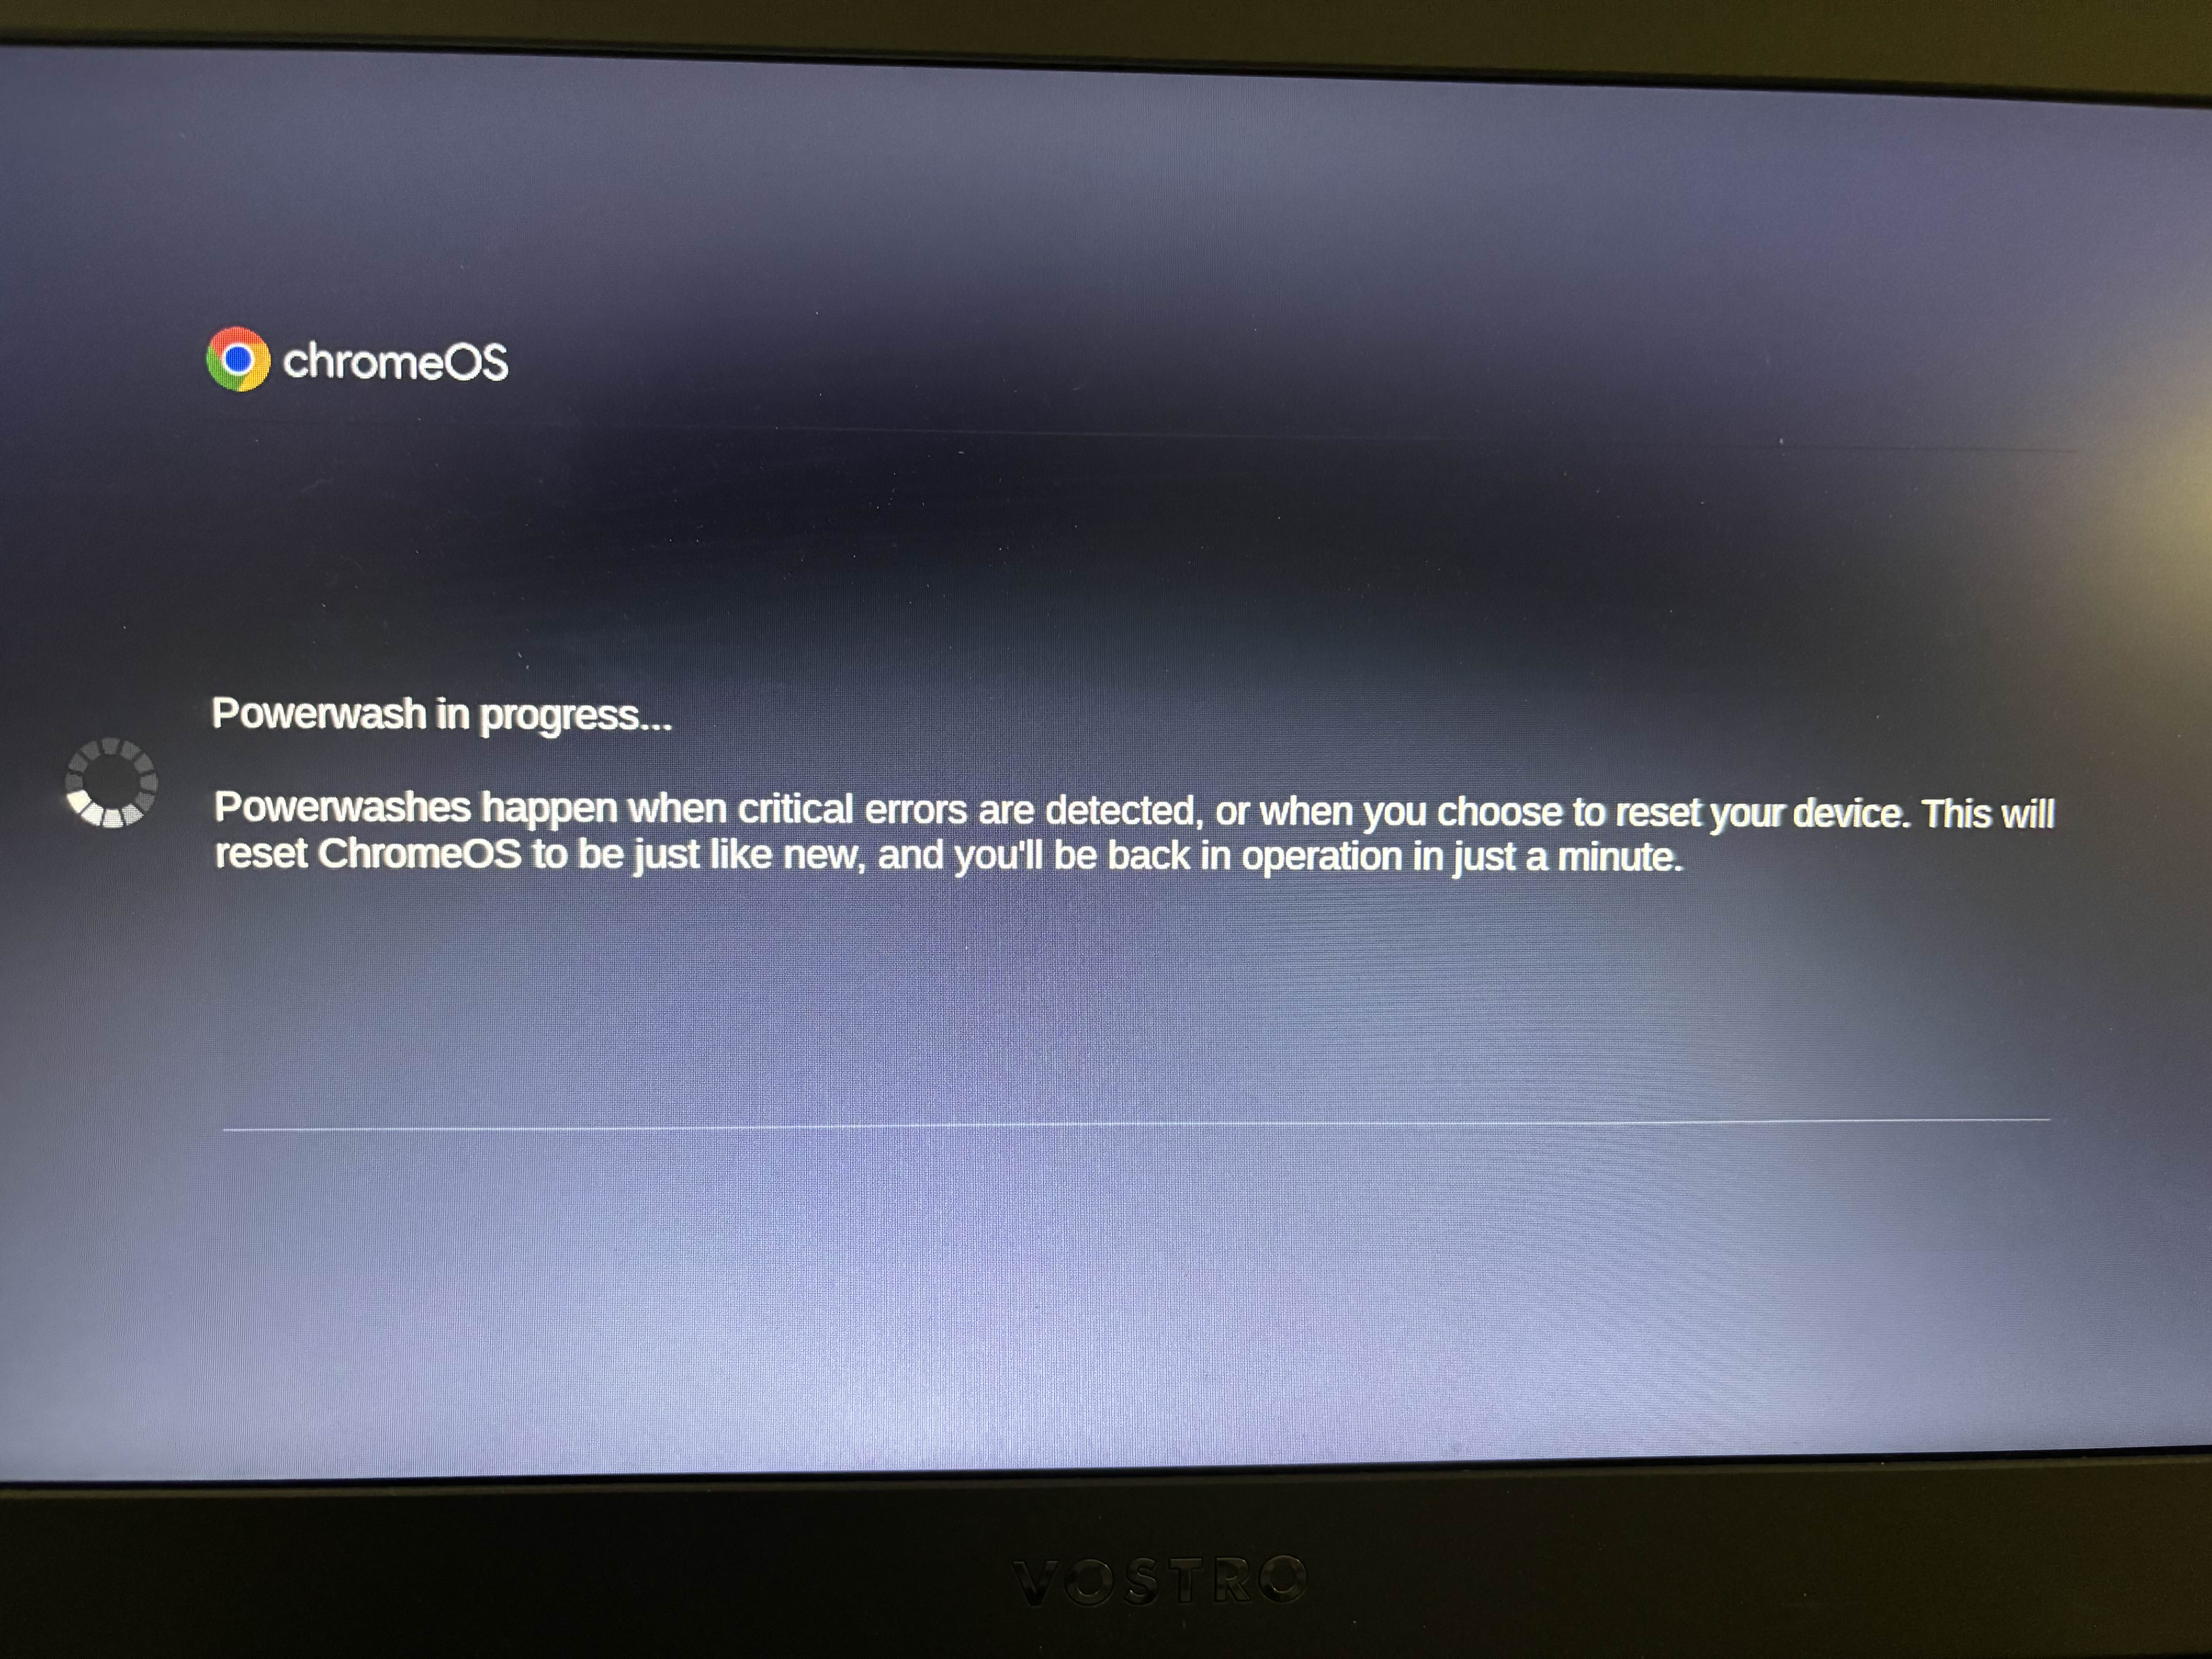 chromeOS
Powerwash in progress...
Powerwashes happen when critical errors are detected, or when you choose to reset your device. This will
reset ChromeOS to be just like new, and you'll be back in operation in just a minute.
VOSTRO